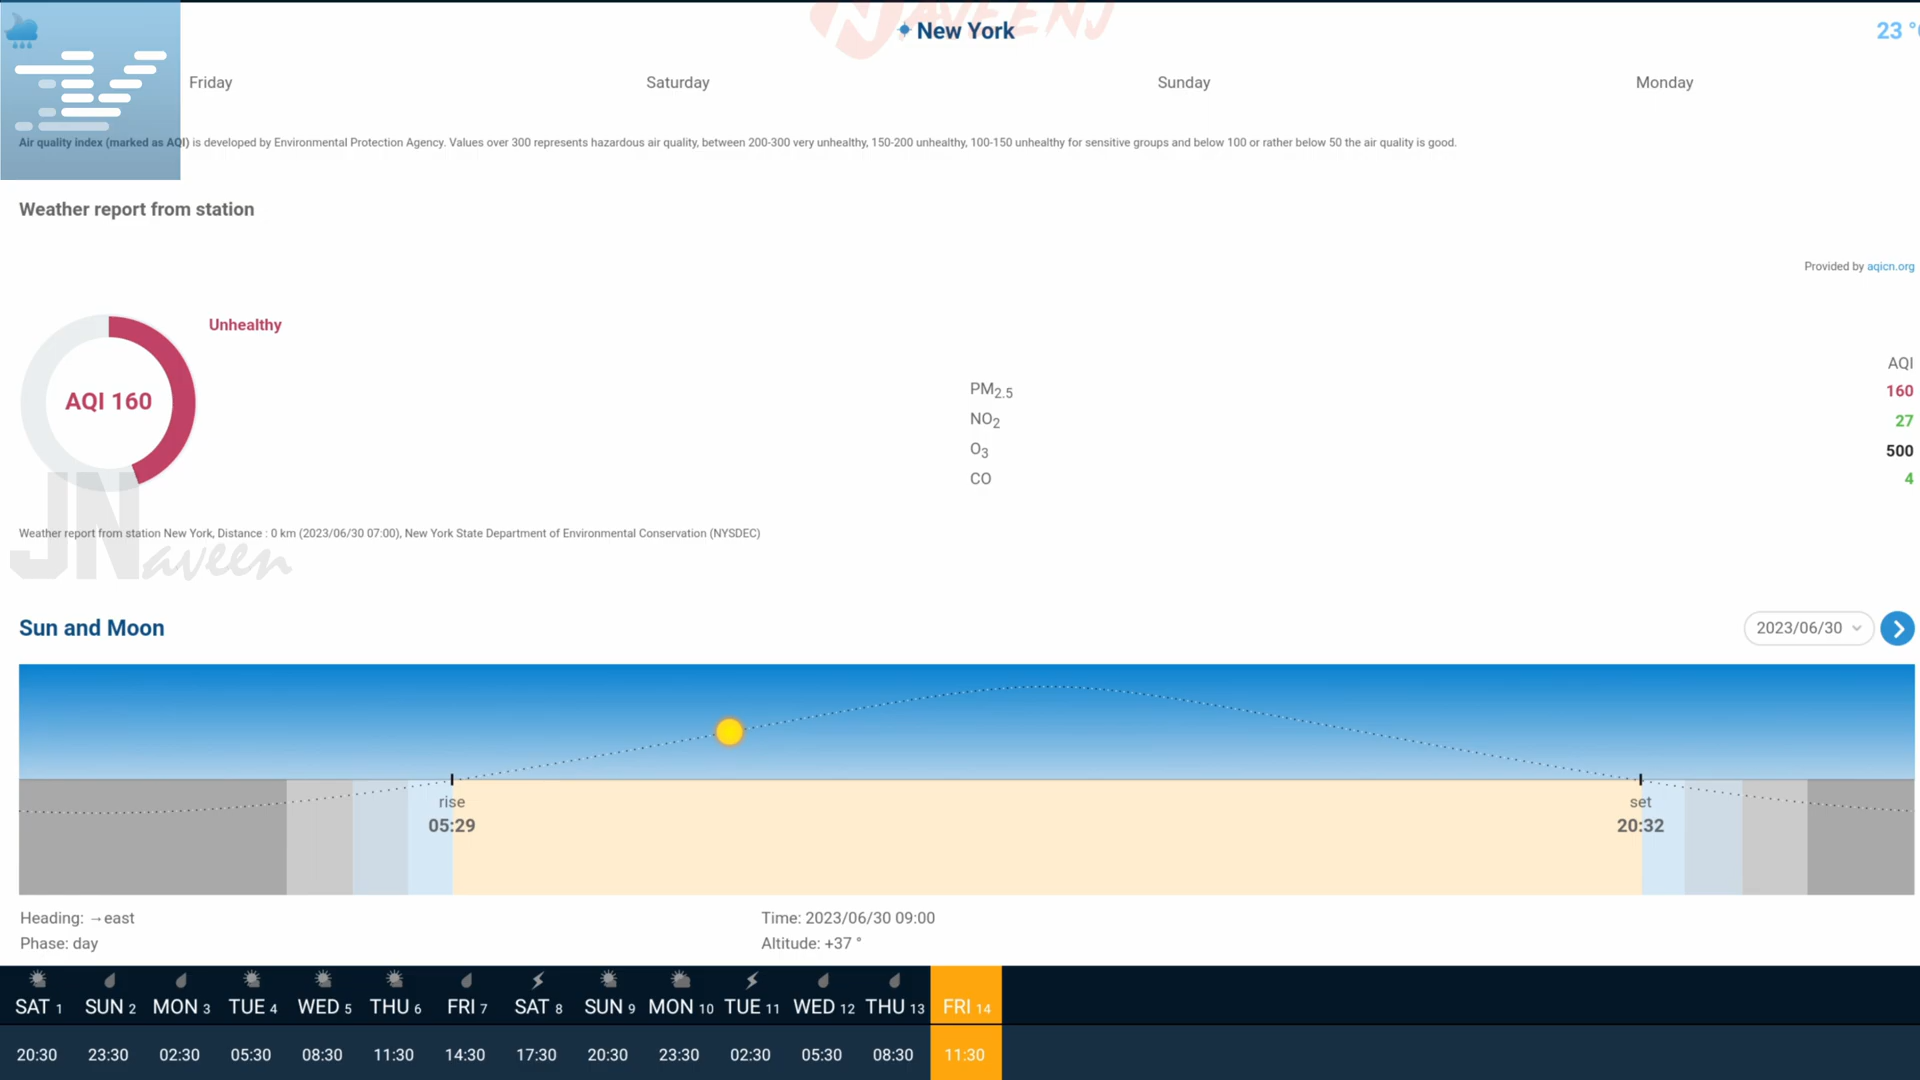 NAVEENJ
New York
23 °
Friday Saturday Sunday Monday
Air quality index (marked as AQI) is developed by Environmental Protection Agency. Values over 300 represents hazardous air quality, between 200-300 very unhealthy, 150-200 unhealthy, 100-150 unhealthy for sensitive groups and below 100 or rather below 50 the air quality is good.
Weather report from station
Provided by aqicn.org
Unhealthy
AQI 160
AQI
PM2.5 160
NO2 27
O3 500
CO 4
Weather report from station New York, Distance : 0 km (2023/06/30 07:00), New York State Department of Environmental Conservation (NYSDEC)
JNaveen
Sun and Moon
2023/06/30
rise
05:29
set
20:32
Heading: →east
Time: 2023/06/30 09:00
Phase: day
Altitude: +37 °
SAT 1 SUN 2 MON 3 TUE 4 WED 5 THU 6 FRI 7 SAT 8 SUN 9 MON 10 TUE 11 WED 12 THU 13 FRI 14
20:30 23:30 02:30 05:30 08:30 11:30 14:30 17:30 20:30 23:30 02:30 05:30 08:30 11:30